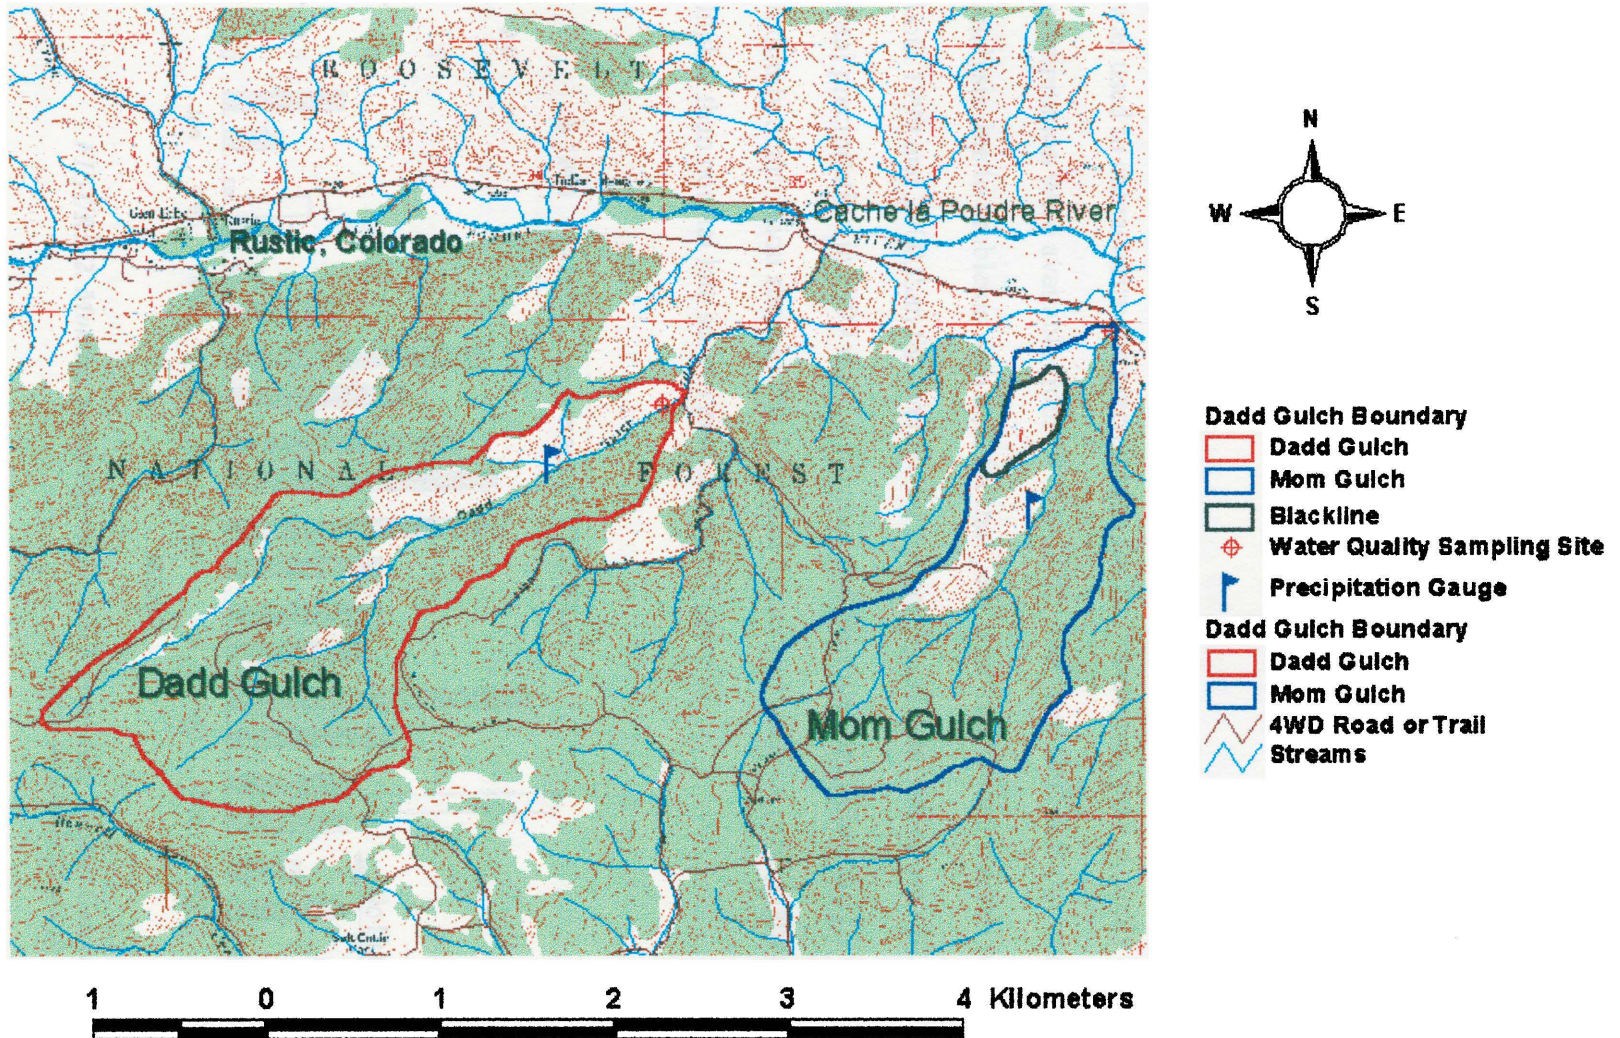 ROOSEVELT
Cache la Poudre River
RIVER
Rustic, Colorado
NATIONAL FOREST
Dadd
Dadd Gulch
Mom Gulch
N
W E
S
Dadd Gulch Boundary
Dadd Gulch
Mom Gulch
Blackline
Water Quality Sampling Site
Precipitation Gauge
Dadd Gulch Boundary
Dadd Gulch
Mom Gulch
4WD Road or Trail
Streams
1 0 1 2 3 4 Kilometers